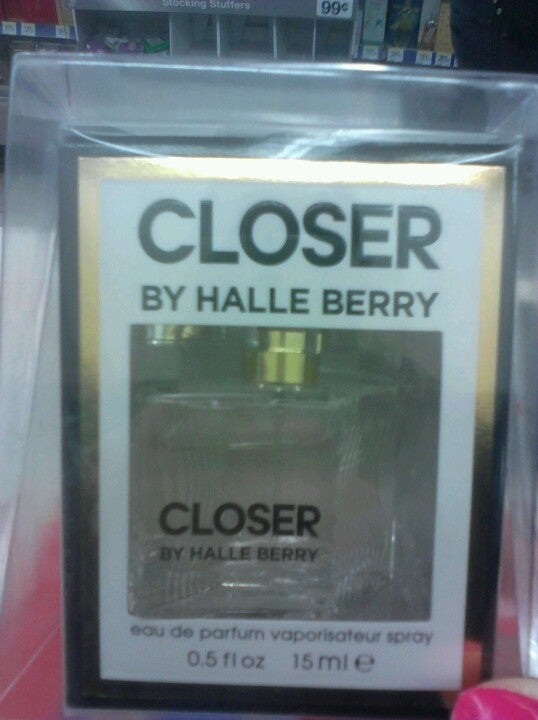 Stocking Stuffers
99¢
CLOSER
BY HALLE BERRY
CLOSER
BY HALLE BERRY
eau de parfum vaporisateur spray
0.5 fl oz 15 ml ℮